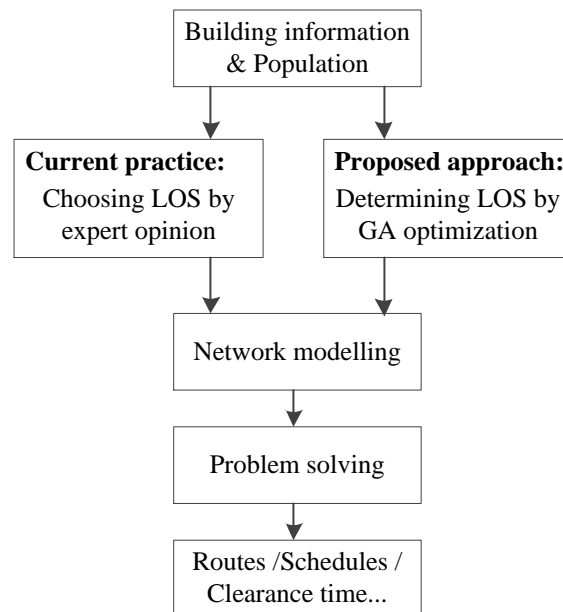 Building information
& Population
Current practice:
Choosing LOS by
expert opinion
Proposed approach:
Determining LOS by
GA optimization
Network modelling
Problem solving
Routes /Schedules /
Clearance time...